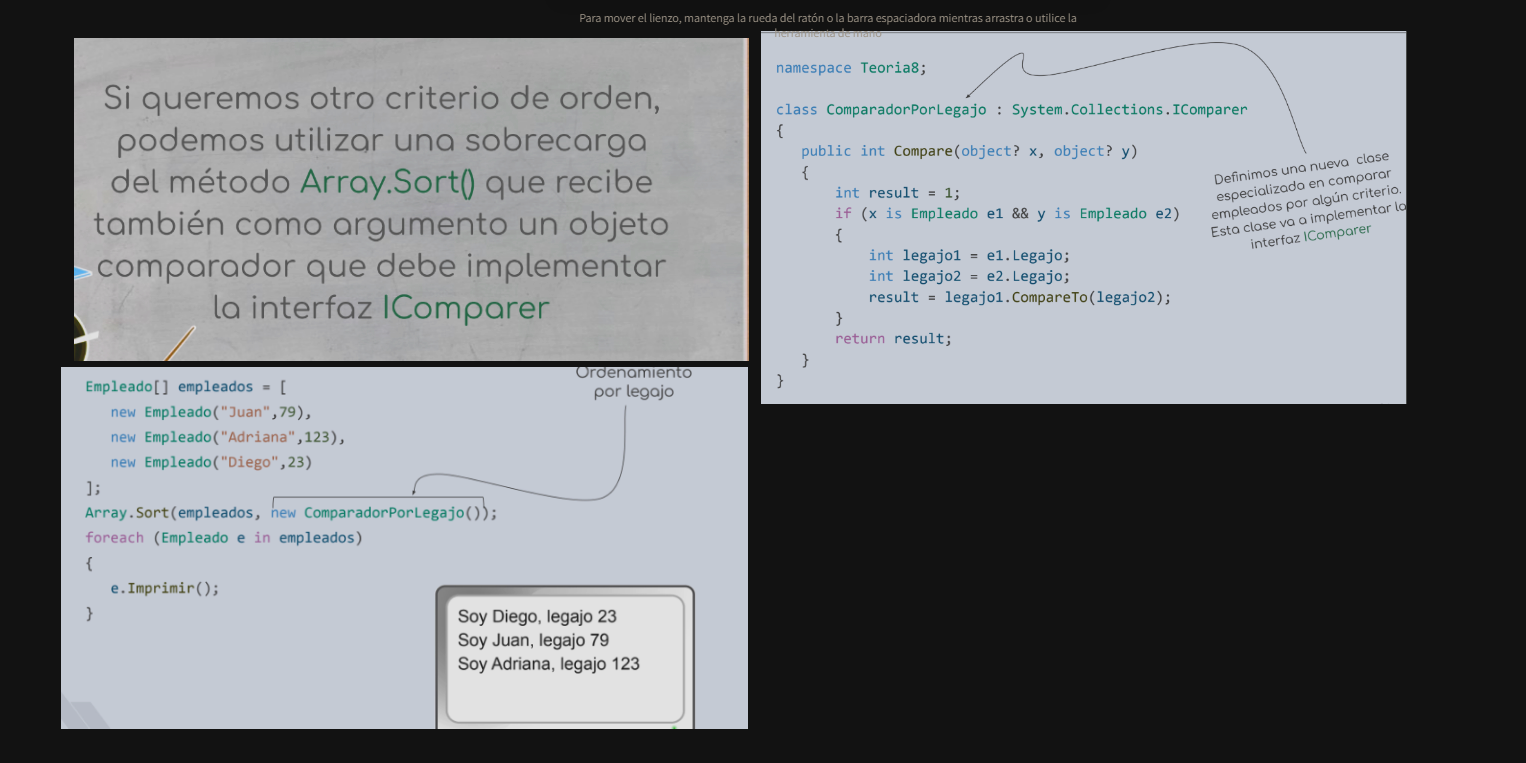 Para mover el lienzo, mantenga la rueda del ratón o la barra espaciadora mientras arrastra o utilice la
herramienta de mano
Si queremos otro criterio de orden,
podemos utilizar una sobrecarga
del método Array.Sort() que recibe
también como argumento un objeto
comparador que debe implementar
la interfaz IComparer
namespace Teoria8;
class ComparadorPorLegajo : System.Collections.IComparer
{
public int Compare(object? x, object? y)
{
int result = 1;
if (x is Empleado e1 && y is Empleado e2)
{
int legajo1 = e1.Legajo;
int legajo2 = e2.Legajo;
result = legajo1.CompareTo(legajo2);
}
return result;
}
}
Definimos una nueva clase
especializada en comparar
empleados por algún criterio.
Esta clase va a implementar la
interfaz IComparer
Empleado[] empleados = [
new Empleado("Juan",79),
new Empleado("Adriana",123),
new Empleado("Diego",23)
];
Array.Sort(empleados, new ComparadorPorLegajo());
foreach (Empleado e in empleados)
{
e.Imprimir();
}
Ordenamiento
por legajo
Soy Diego, legajo 23
Soy Juan, legajo 79
Soy Adriana, legajo 123